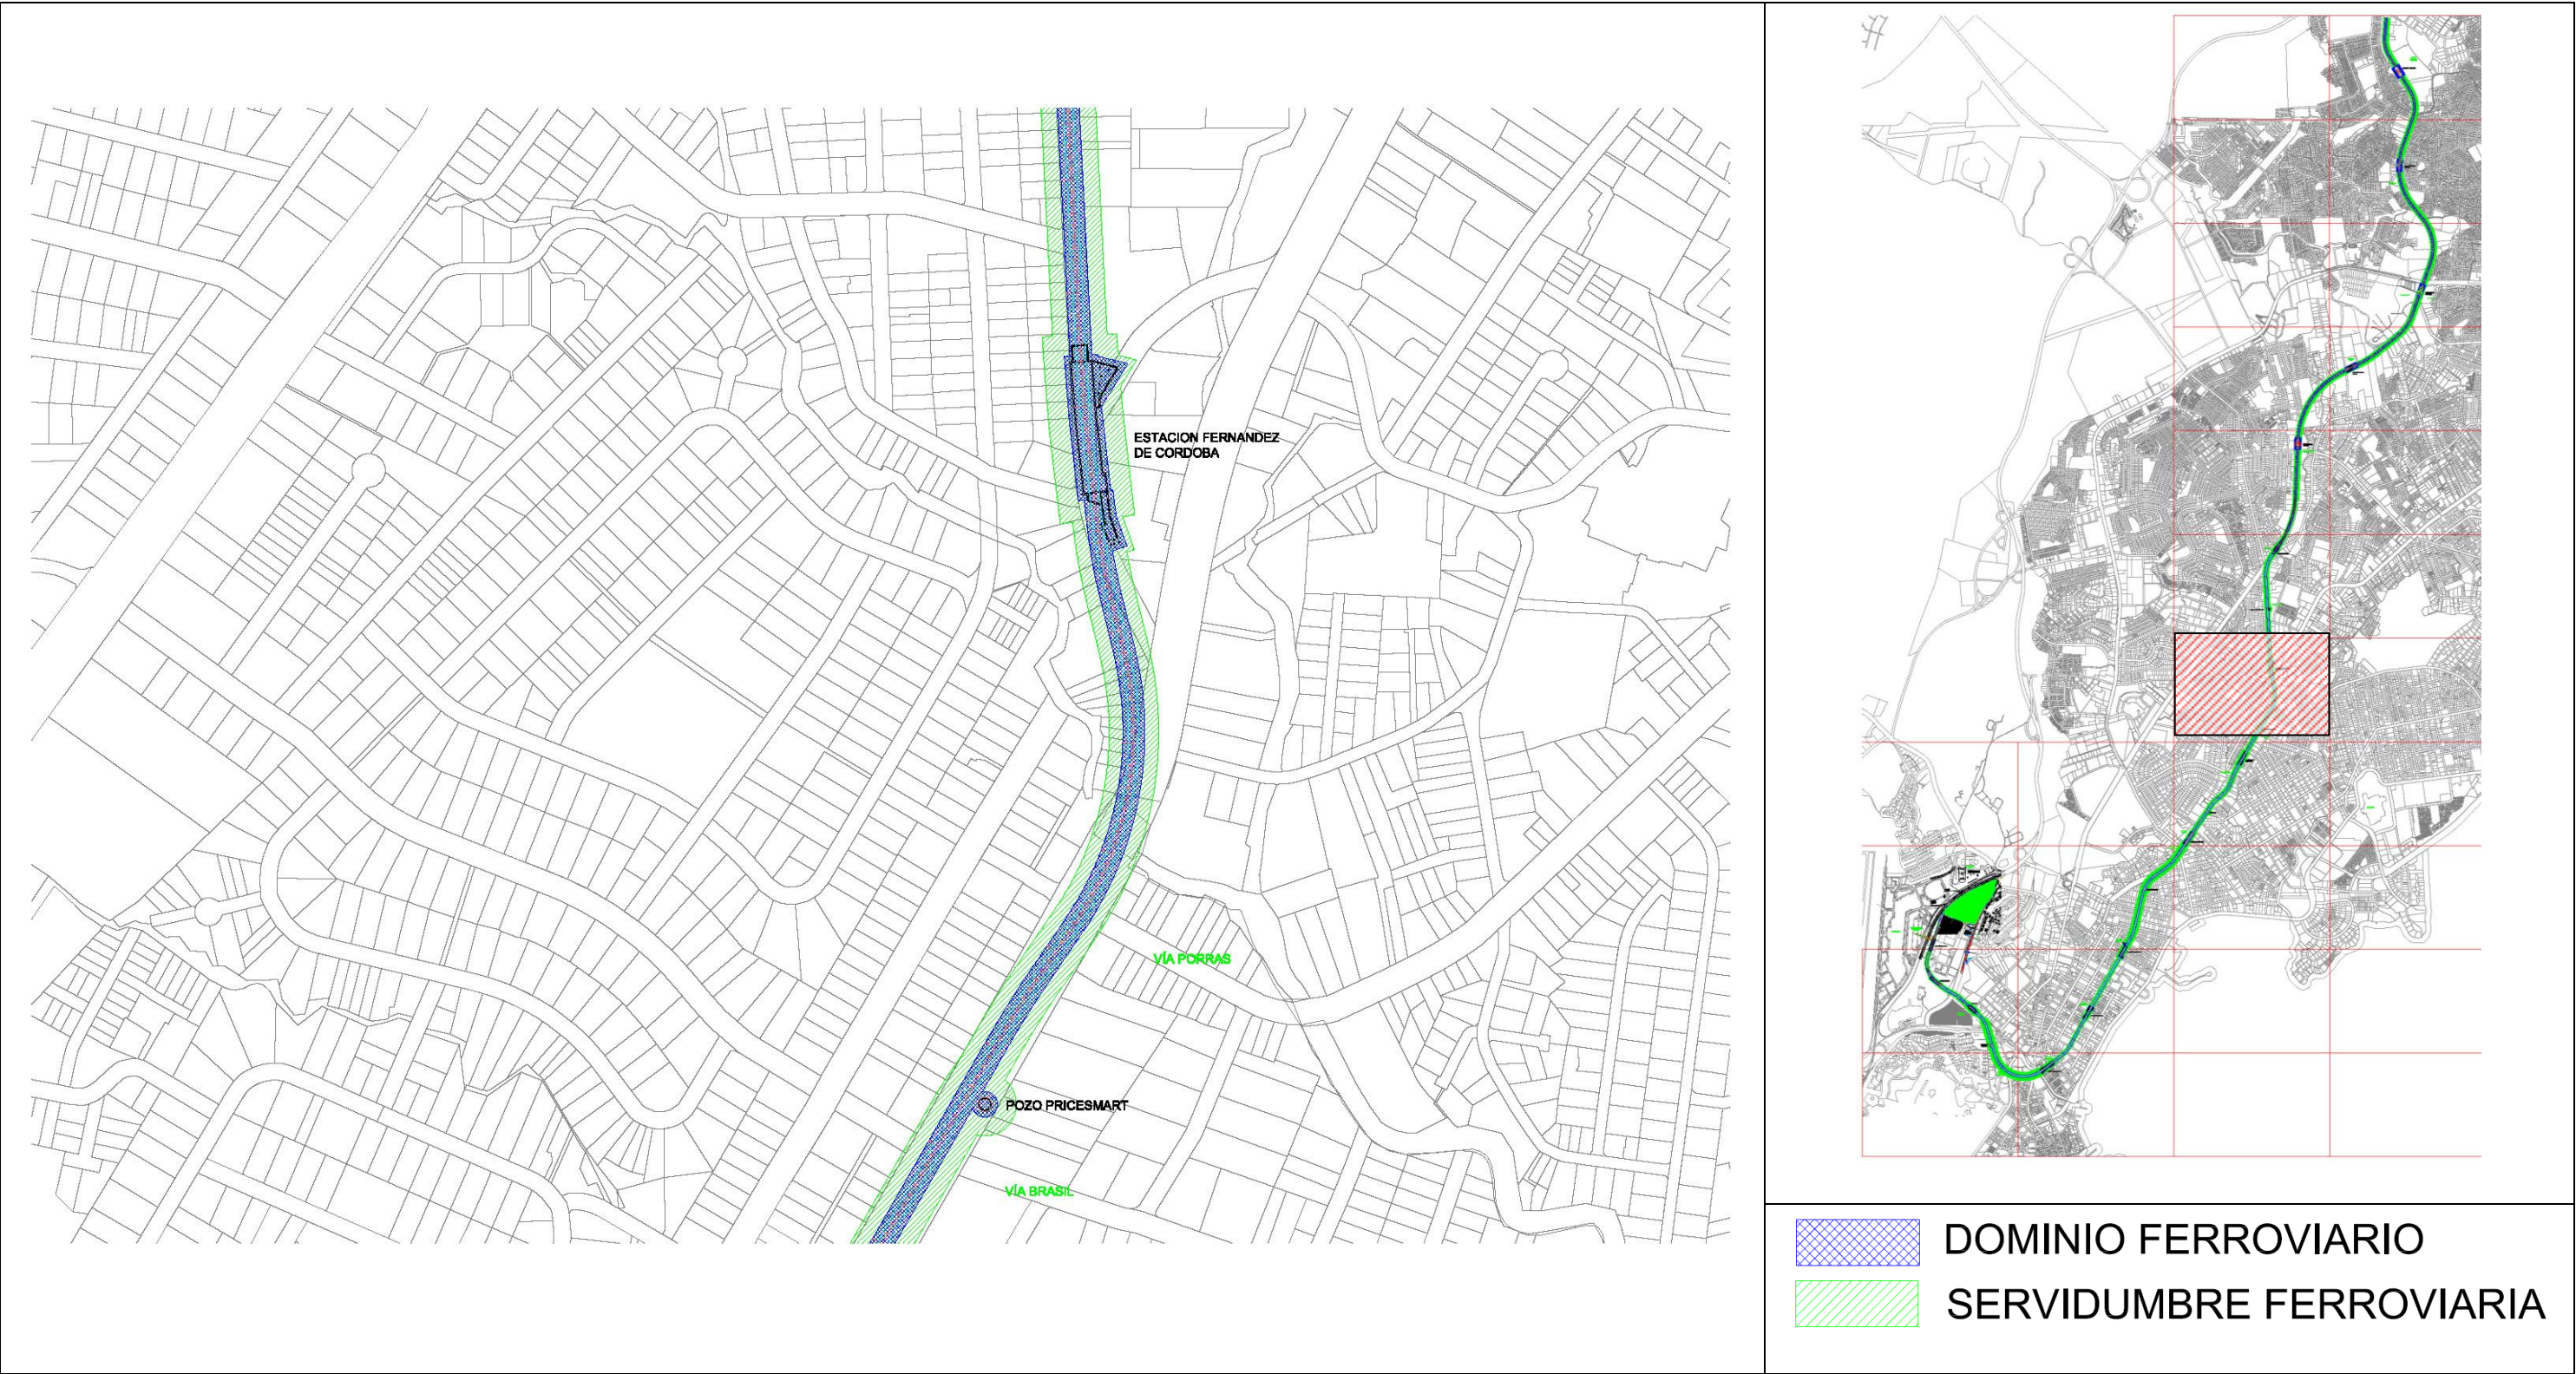 ESTACION FERNANDEZ
DE CORDOBA
VÍA PORRAS
POZO PRICESMART
VÍA BRASIL
DOMINIO FERROVIARIO
SERVIDUMBRE FERROVIARIA